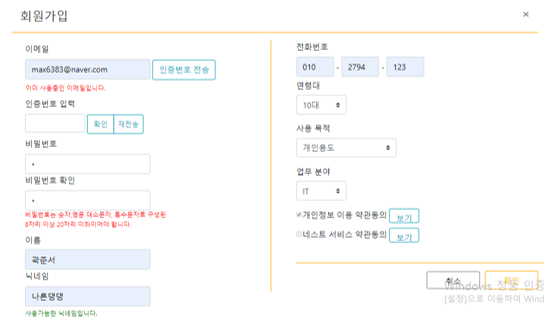 회원가입
×
이메일
max6383@naver.com
인증번호 전송
이미 사용중인 이메일입니다.
인증번호 입력
확인
재전송
비밀번호
비밀번호 확인
비밀번호는 숫자,영문 대소문자, 특수문자로 구성된
8자리 이상 20자리 이하이어야 합니다.
이름
곽준서
닉네임
나른댕댕
사용가능한 닉네임입니다.
전화번호
010 - 2794 - 123
연령대
10대
사용 목적
개인용도
업무 분야
IT
개인정보 이용 약관동의 보기
네스트 서비스 약관동의 보기
취소
확인
Windows 정품 인증
[설정]으로 이동하여 Wind